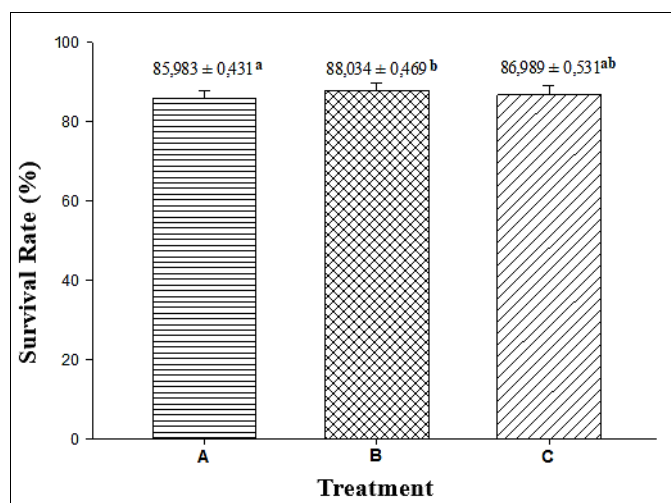 100
85,983 ± 0,431 a
88,034 ± 0,469 b
86,989 ± 0,531 ab
80
60
40
20
0
Survival Rate (%)
A
B
C
Treatment